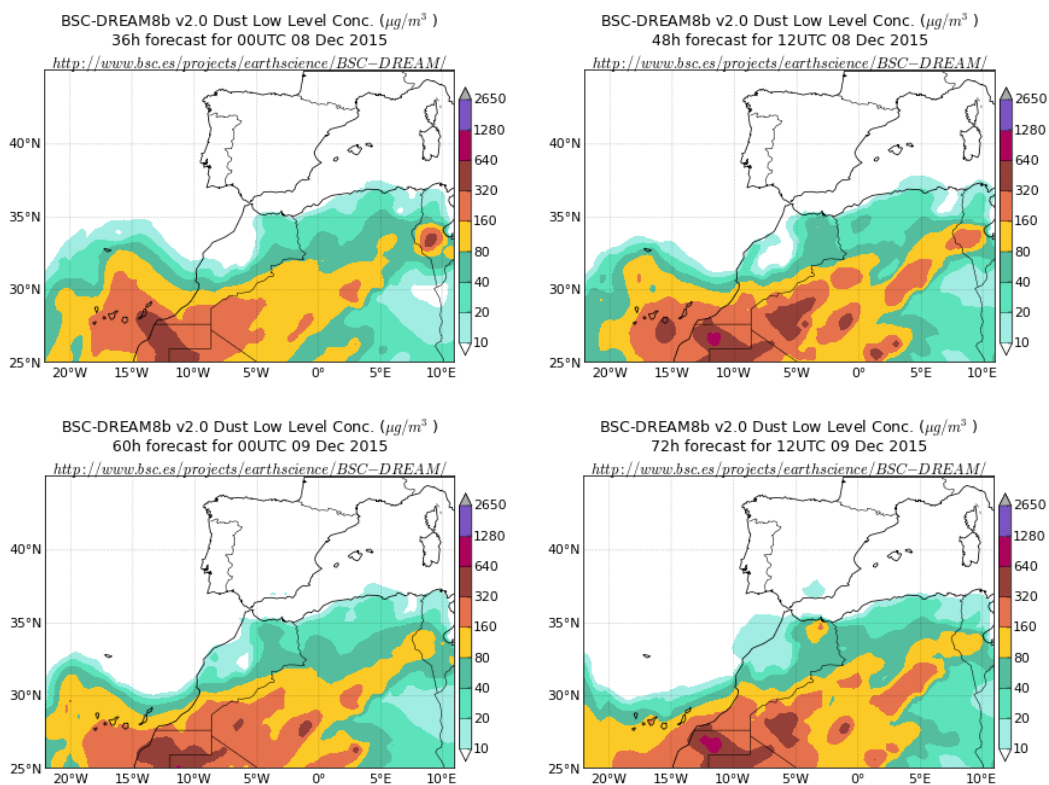 BSC-DREAM8b v2.0 Dust Low Level Conc. (μg/m³ )
36h forecast for 00UTC 08 Dec 2015
http://www.bsc.es/projects/earthscience/BSC−DREAM/
40°N
35°N
30°N
25°N
20°W 15°W 10°W 5°W 0° 5°E 10°E
2650
1280
640
320
160
80
40
20
10
BSC-DREAM8b v2.0 Dust Low Level Conc. (μg/m³ )
48h forecast for 12UTC 08 Dec 2015
http://www.bsc.es/projects/earthscience/BSC−DREAM/
40°N
35°N
30°N
25°N
20°W 15°W 10°W 5°W 0° 5°E 10°E
2650
1280
640
320
160
80
40
20
10
BSC-DREAM8b v2.0 Dust Low Level Conc. (μg/m³ )
60h forecast for 00UTC 09 Dec 2015
http://www.bsc.es/projects/earthscience/BSC−DREAM/
40°N
35°N
30°N
25°N
20°W 15°W 10°W 5°W 0° 5°E 10°E
2650
1280
640
320
160
80
40
20
10
BSC-DREAM8b v2.0 Dust Low Level Conc. (μg/m³ )
72h forecast for 12UTC 09 Dec 2015
http://www.bsc.es/projects/earthscience/BSC−DREAM/
40°N
35°N
30°N
25°N
20°W 15°W 10°W 5°W 0° 5°E 10°E
2650
1280
640
320
160
80
40
20
10